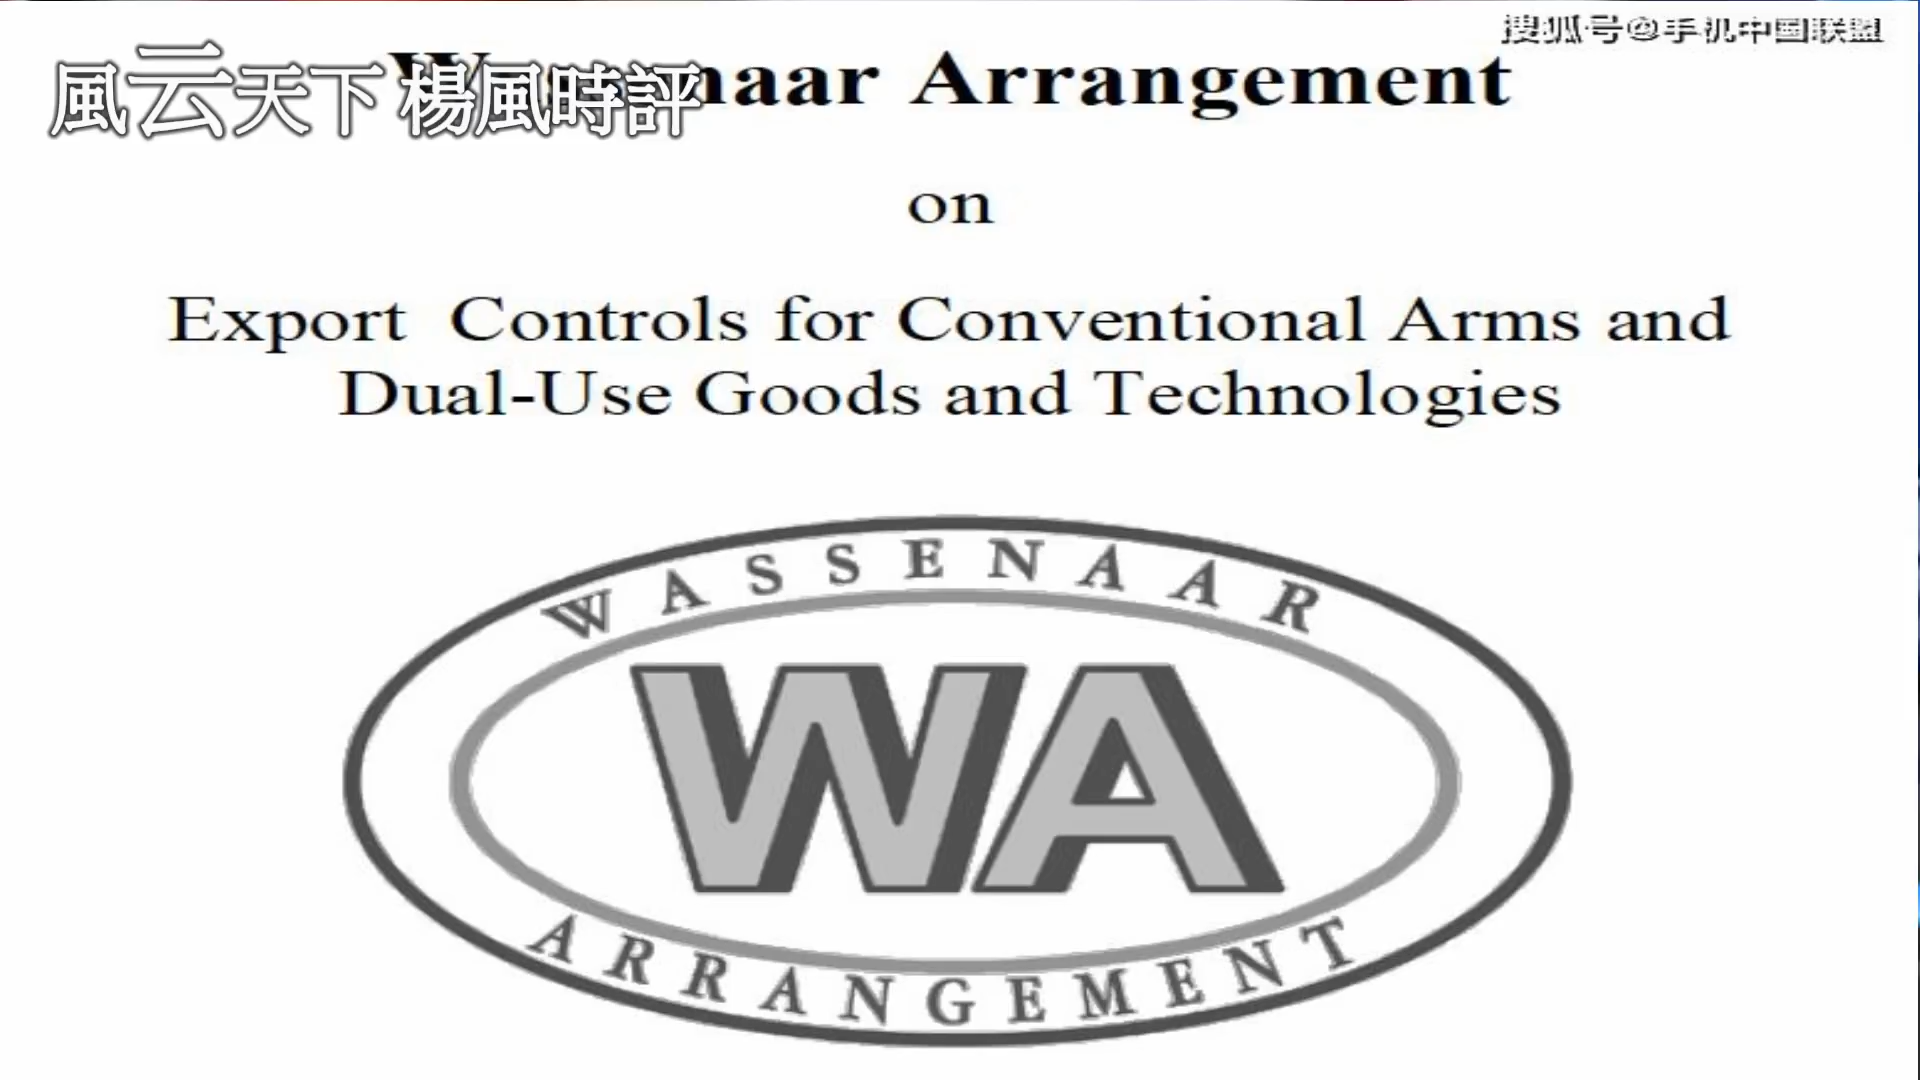 搜狐号@手机中国联盟
風云天下 楊風時評
Wassenaar Arrangement
on
Export Controls for Conventional Arms and
Dual-Use Goods and Technologies
WASSENAAR
WA
ARRANGEMENT